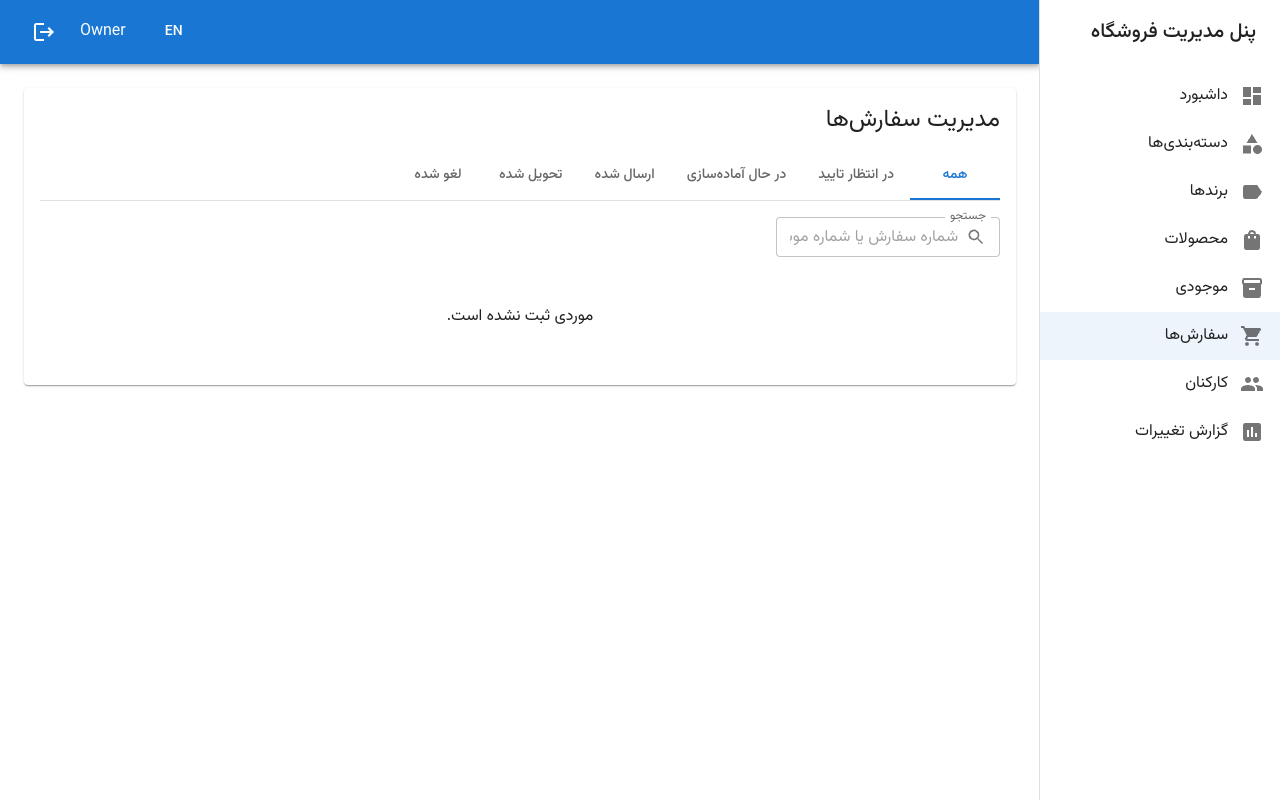 پنل مدیریت فروشگاه
EN
Owner
داشبورد
دسته‌بندی‌ها
برندها
محصولات
موجودی
سفارش‌ها
کارکنان
گزارش تغییرات
مدیریت سفارش‌ها
همه
در انتظار تایید
در حال آماده‌سازی
ارسال شده
تحویل شده
لغو شده
جستجو
شماره سفارش یا شماره
موردی ثبت نشده است.